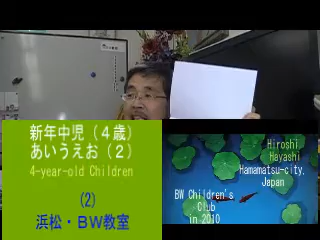 新年中児（４歳）
あいうえお（２）
4-year-old Children
(2)
浜松・ＢＷ教室
Hiroshi
Hayashi
Hamamatsu-city,
Japan
BW Children's
Club
in 2010